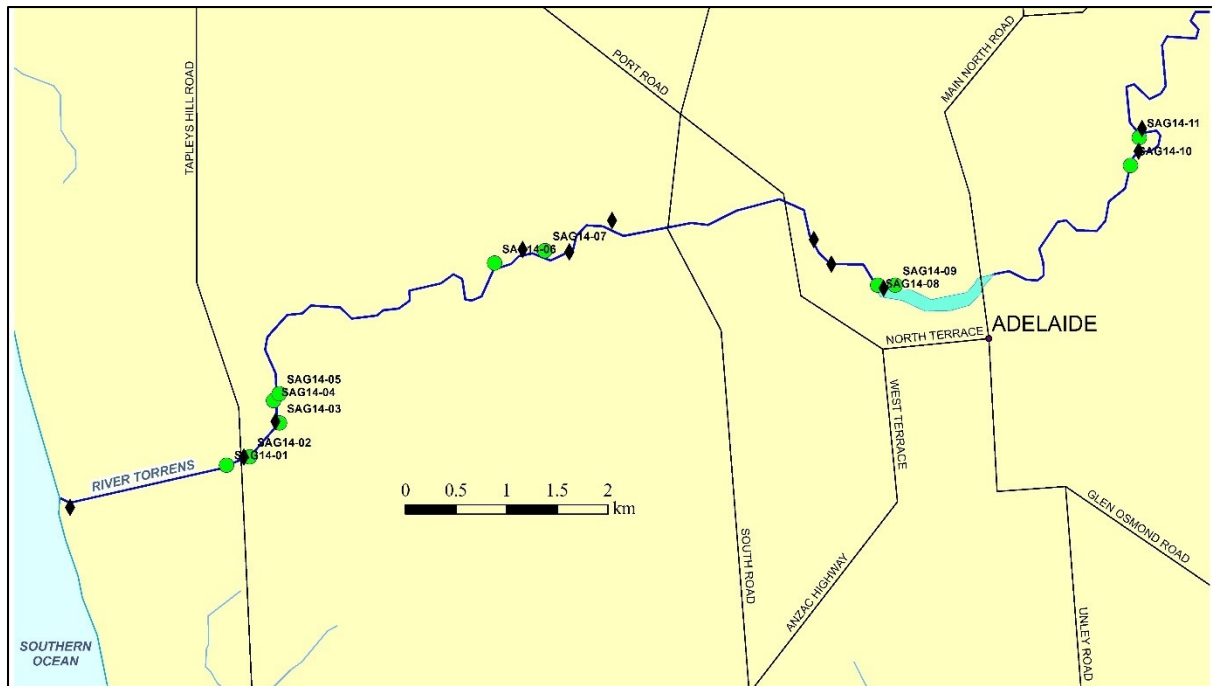 TAPLEYS HILL ROAD
PORT ROAD
MAIN NORTH ROAD
SAG14-11
SAG14-10
SAG14-07
SAG14-06
SAG14-09
SAG14-08
ADELAIDE
NORTH TERRACE
WEST TERRACE
SAG14-05
SAG14-04
SAG14-03
SAG14-02
SAG14-01
RIVER TORRENS
0 0.5 1 2
km
SOUTH ROAD
ANZAC HIGHWAY
GLEN OSMOND ROAD
UNLEY ROAD
SOUTHERN
OCEAN